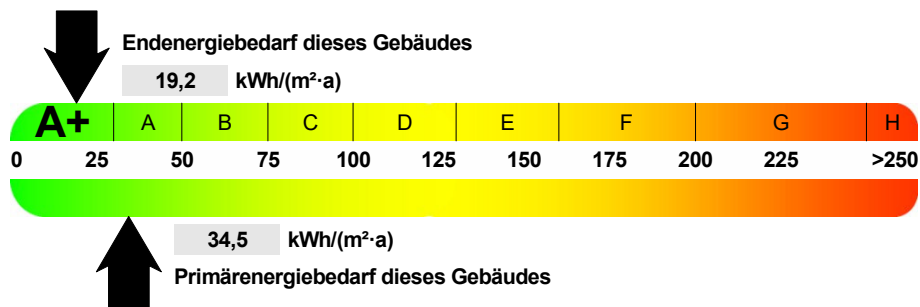 Endenergiebedarf dieses Gebäudes
19,2 kWh/(m²·a)
A+ A B C D E F G H
0 25 50 75 100 125 150 175 200 225 >250
34,5 kWh/(m²·a)
Primärenergiebedarf dieses Gebäudes